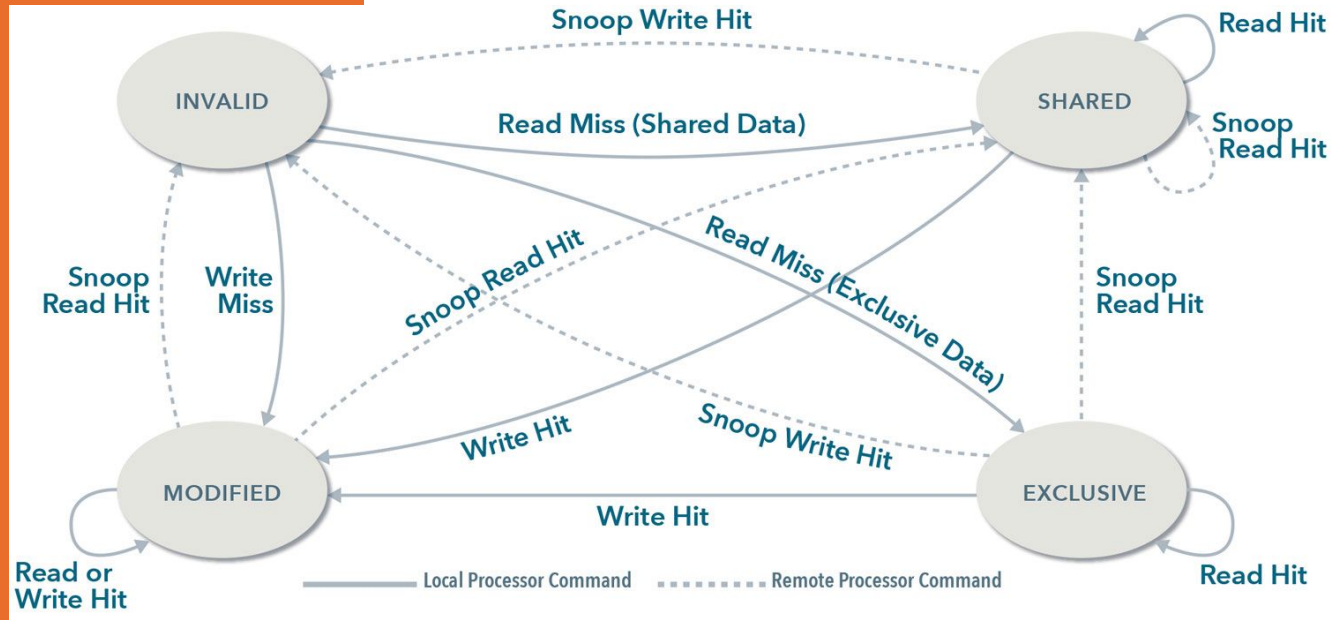 Snoop Write Hit
Read Hit
INVALID
SHARED
Read Miss (Shared Data)
Snoop
Read Hit
Snoop
Read Hit
Write
Miss
Snoop Read Hit
Read Miss (Exclusive Data)
Snoop
Read Hit
Write Hit
Snoop Write Hit
MODIFIED
EXCLUSIVE
Write Hit
Read or
Write Hit
Local Processor Command
Remote Processor Command
Read Hit